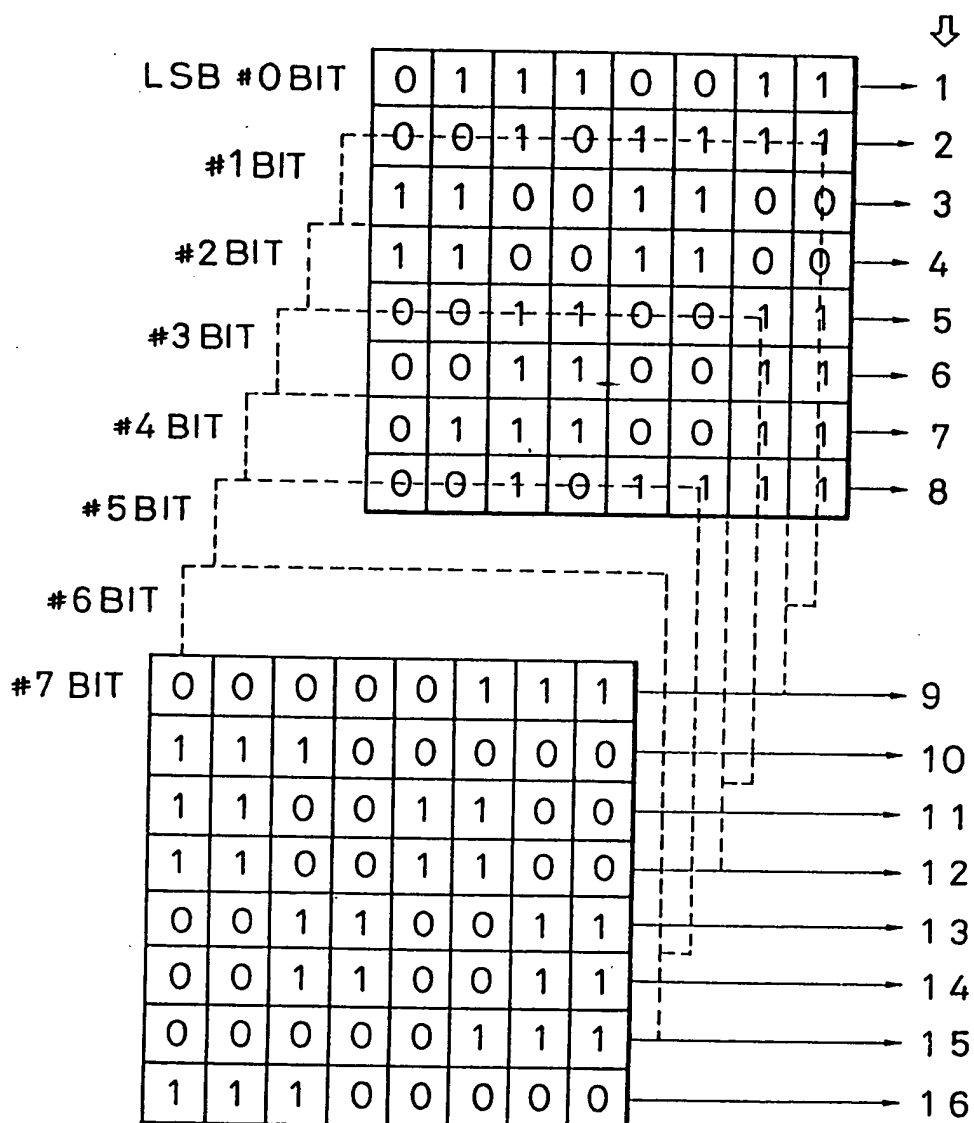 LSB #0 BIT 0 1 1 1 0 0 1 1 1
0 0 1 0 1 1 1 1 2
#1 BIT
1 1 0 0 1 1 0 0 3
#2 BIT 1 1 0 0 1 1 0 0 4
0 0 1 1 0 0 1 1 5
#3 BIT
0 0 1 1 0 0 1 1 6
#4 BIT 0 1 1 1 0 0 1 1 7
0 0 1 0 1 1 1 1 8
#5 BIT
#6 BIT
#7 BIT 0 0 0 0 0 1 1 1 9
1 1 1 0 0 0 0 0 10
1 1 0 0 1 1 0 0 11
1 1 0 0 1 1 0 0 12
0 0 1 1 0 0 1 1 13
0 0 1 1 0 0 1 1 14
0 0 0 0 0 1 1 1 15
1 1 1 0 0 0 0 0 16